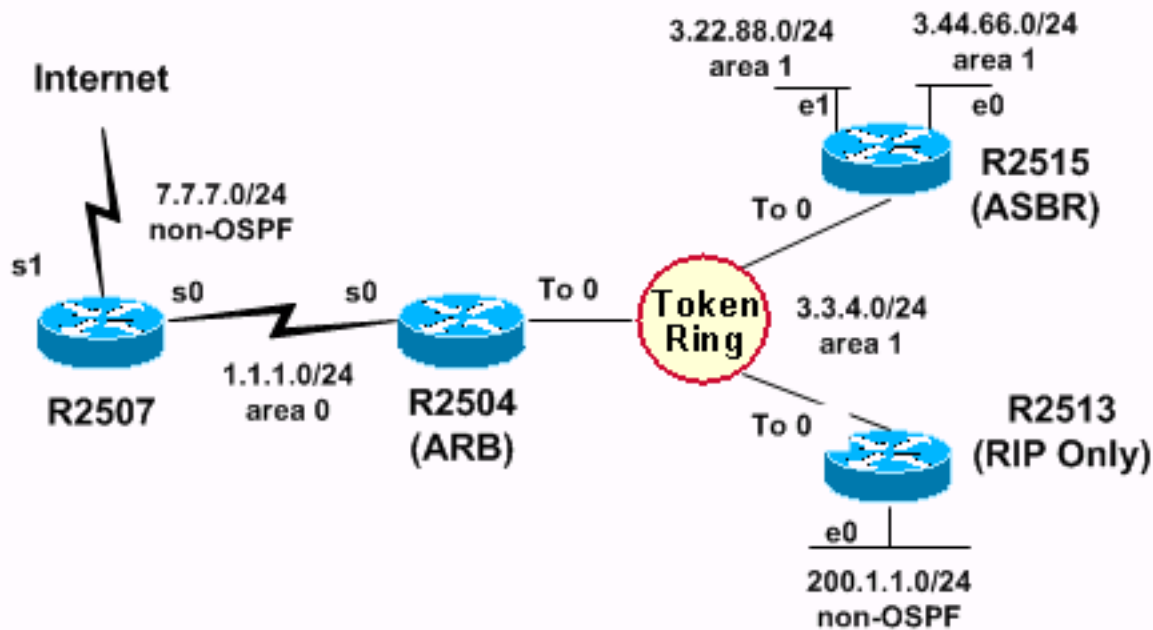 3.22.88.0/24
area 1
3.44.66.0/24
area 1
Internet
e1
e0
R2515
(ASBR)
7.7.7.0/24
non-OSPF
To 0
s1
s0
s0
To 0
Token
Ring
3.3.4.0/24
area 1
1.1.1.0/24
area 0
R2507
R2504
(ARB)
To 0
R2513
(RIP Only)
e0
200.1.1.0/24
non-OSPF